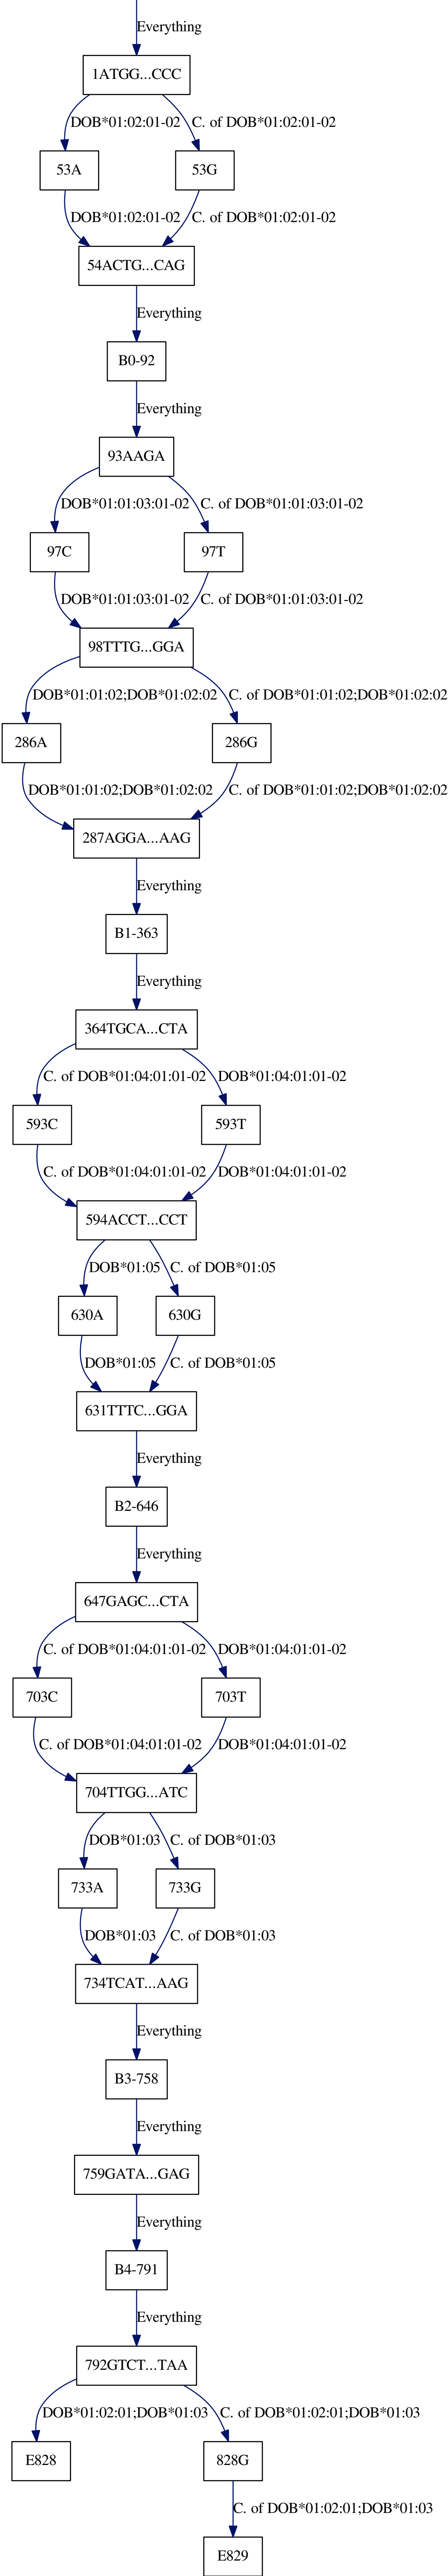 Everything
1ATGG...CCC
DOB*01:02:01-02 C. of DOB*01:02:01-02
53A 53G
DOB*01:02:01-02 C. of DOB*01:02:01-02
54ACTG...CAG
Everything
B0-92
Everything
93AAGA
DOB*01:01:03:01-02 C. of DOB*01:01:03:01-02
97C 97T
DOB*01:01:03:01-02 C. of DOB*01:01:03:01-02
98TTTG...GGA
DOB*01:01:02;DOB*01:02:02 C. of DOB*01:01:02;DOB*01:02:02
286A 286G
DOB*01:01:02;DOB*01:02:02 C. of DOB*01:01:02;DOB*01:02:02
287AGGA...AAG
Everything
B1-363
Everything
364TGCA...CTA
C. of DOB*01:04:01:01-02 DOB*01:04:01:01-02
593C 593T
C. of DOB*01:04:01:01-02 DOB*01:04:01:01-02
594ACCT...CCT
DOB*01:05 C. of DOB*01:05
630A 630G
DOB*01:05 C. of DOB*01:05
631TTTC...GGA
Everything
B2-646
Everything
647GAGC...CTA
C. of DOB*01:04:01:01-02 DOB*01:04:01:01-02
703C 703T
C. of DOB*01:04:01:01-02 DOB*01:04:01:01-02
704TTGG...ATC
DOB*01:03 C. of DOB*01:03
733A 733G
DOB*01:03 C. of DOB*01:03
734TCAT...AAG
Everything
B3-758
Everything
759GATA...GAG
Everything
B4-791
Everything
792GTCT...TAA
DOB*01:02:01;DOB*01:03 C. of DOB*01:02:01;DOB*01:03
E828 828G
C. of DOB*01:02:01;DOB*01:03
E829